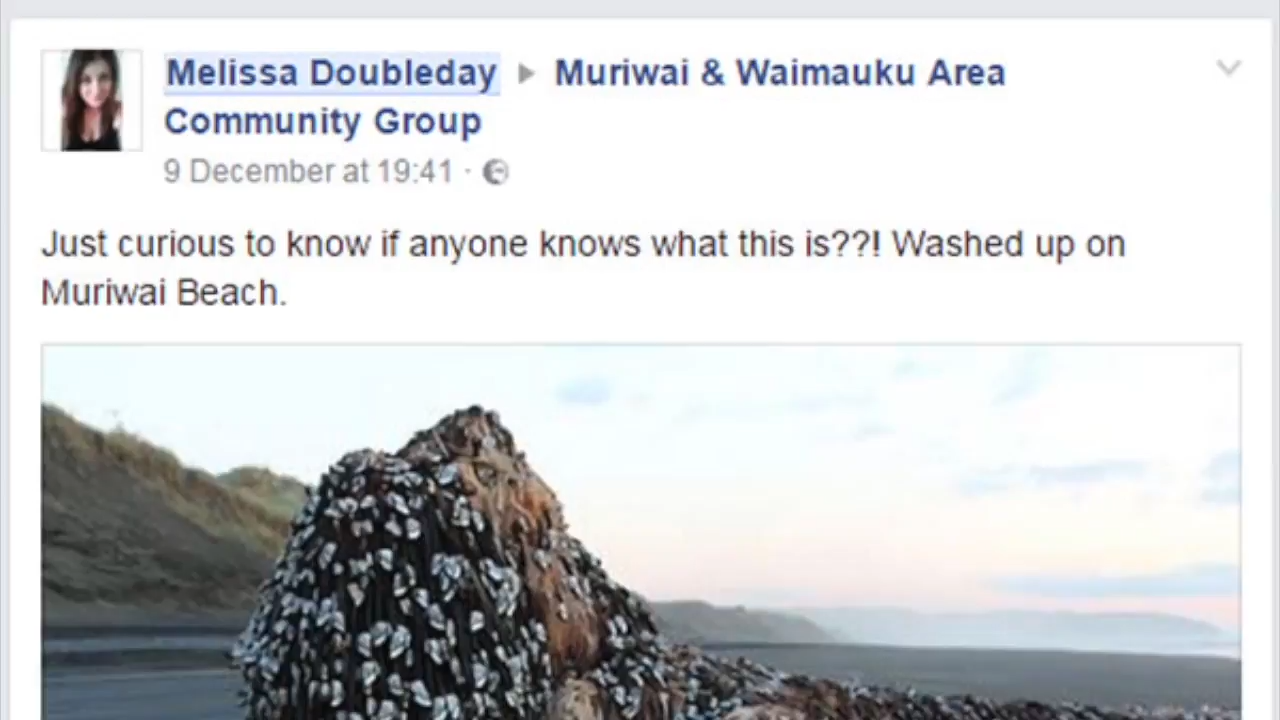 Melissa Doubleday ▶ Muriwai & Waimauku Area
Community Group
9 December at 19:41 ·
Just curious to know if anyone knows what this is??! Washed up on
Muriwai Beach.